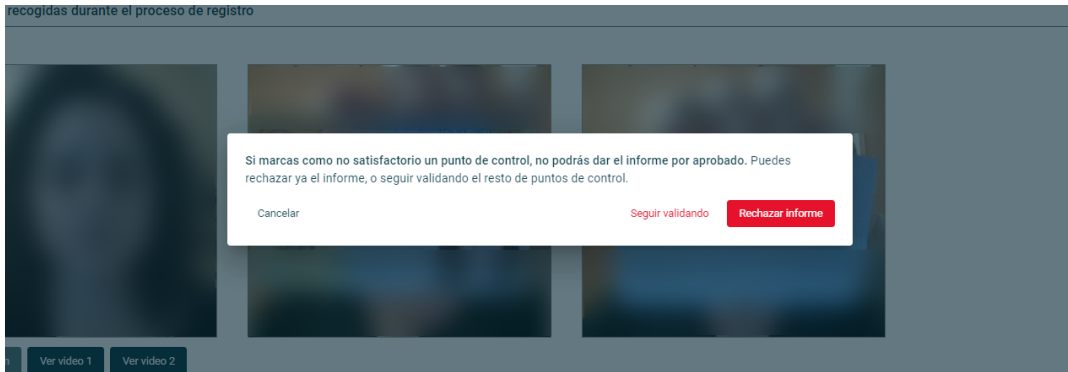 recogidas durante el proceso de registro
Si marcas como no satisfactorio un punto de control, no podrás dar el informe por aprobado. Puedes
rechazar ya el informe, o seguir validando el resto de puntos de control.
Cancelar
Seguir validando
Rechazar informe
Ver video 1
Ver video 2